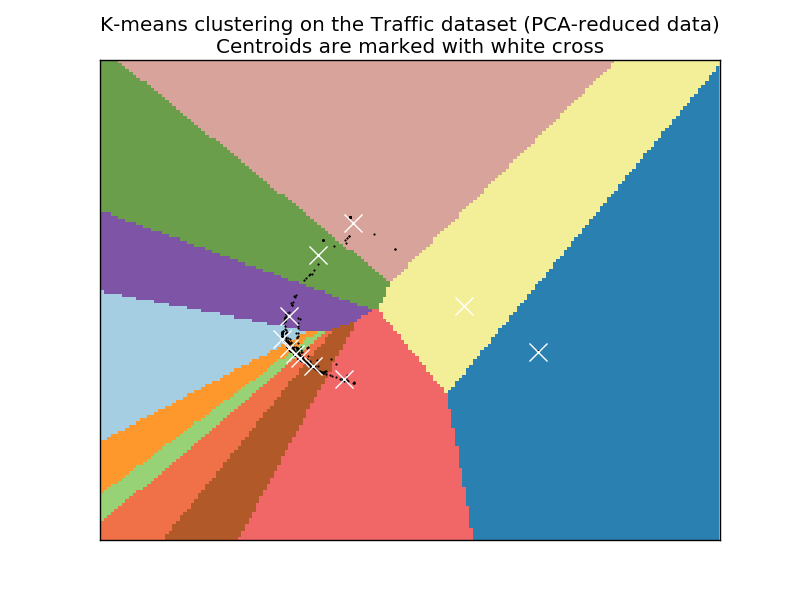 K-means clustering on the Traffic dataset (PCA-reduced data)
Centroids are marked with white cross